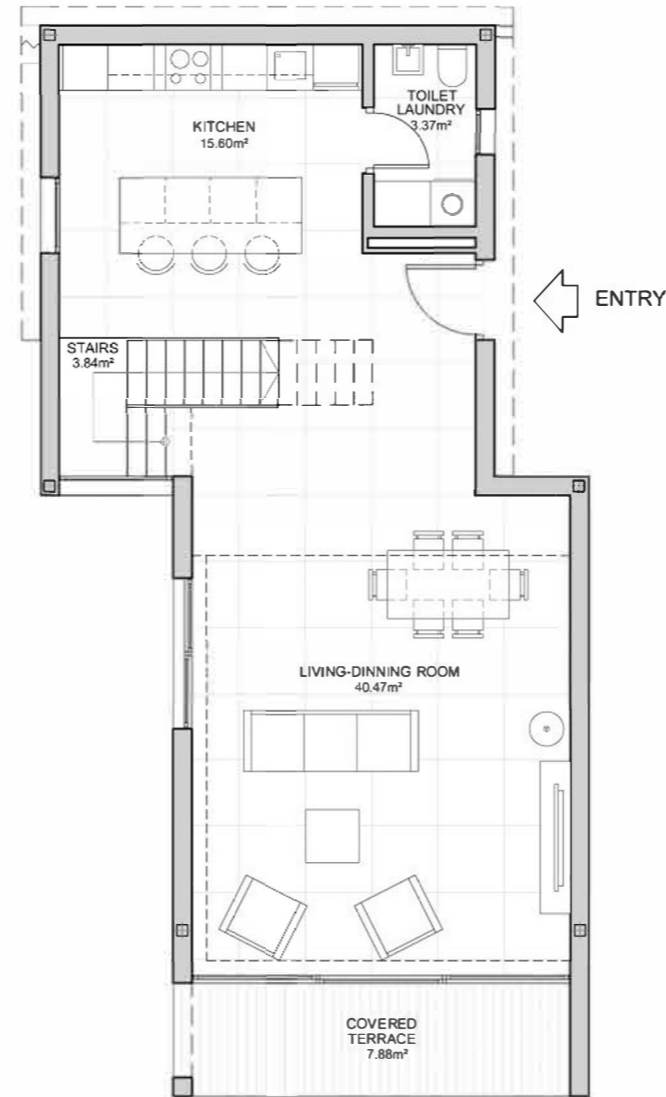 TOILET
LAUNDRY
3.37m²
KITCHEN
15.60m²
ENTRY
STAIRS
3.84m²
LIVING-DINNING ROOM
40.47m²
COVERED
TERRACE
7.88m²